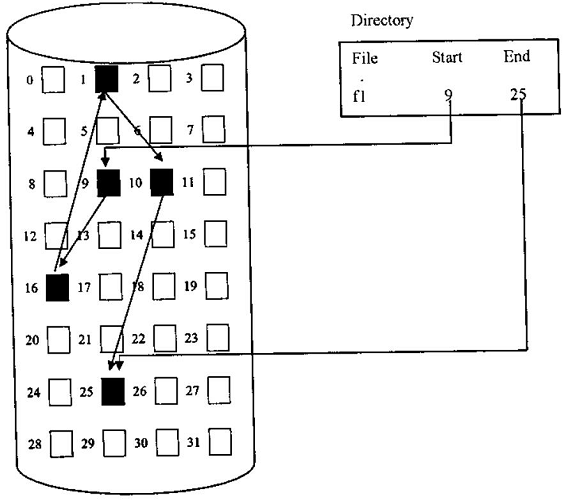 Directory
File Start End
.
f1 9 25
0 1 2 3
4 5 6 7
8 9 10 11
12 13 14 15
16 17 18 19
20 21 22 23
24 25 26 27
28 29 30 31